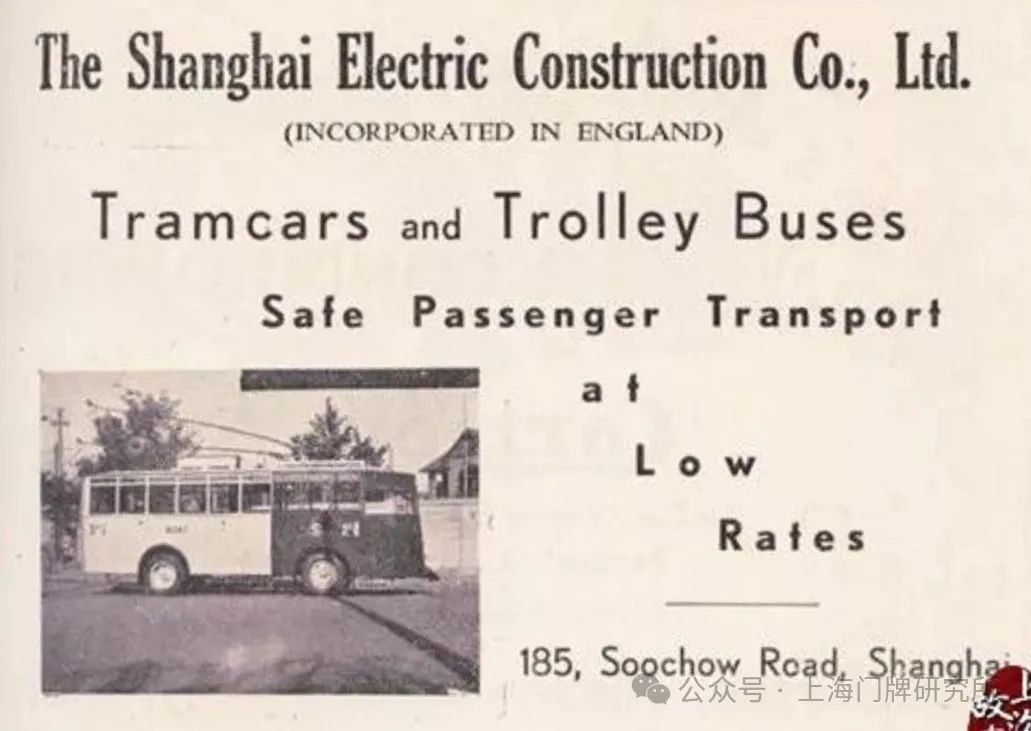 The Shanghai Electric Construction Co., Ltd.
(INCORPORATED IN ENGLAND)
Tramcars and Trolley Buses
Safe Passenger Transport
at
Low
Rates
185, Soochow Road, Shanghai
公众号 · 上海门牌研究所